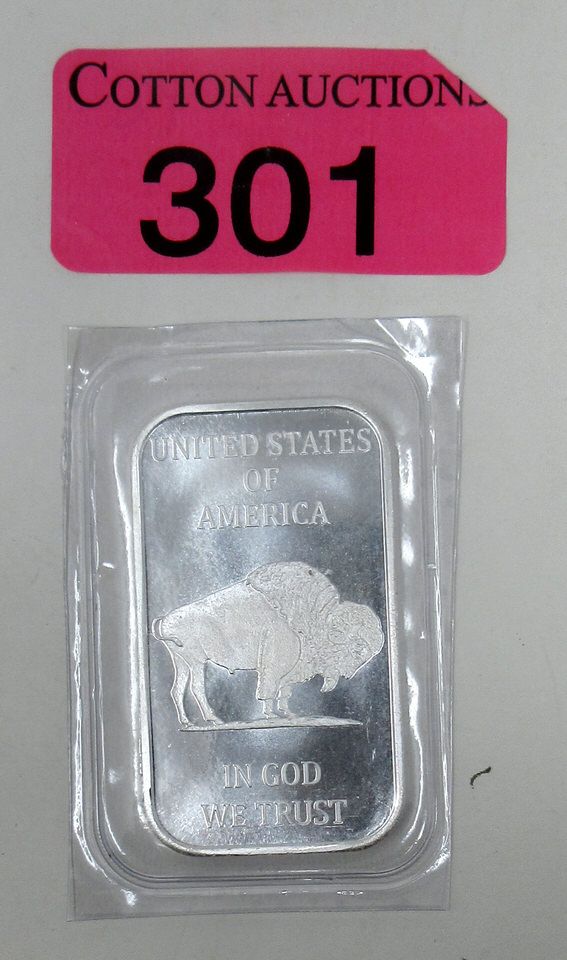 COTTON AUCTIONS
301
UNITED STATES
OF
AMERICA
IN GOD
WE TRUST